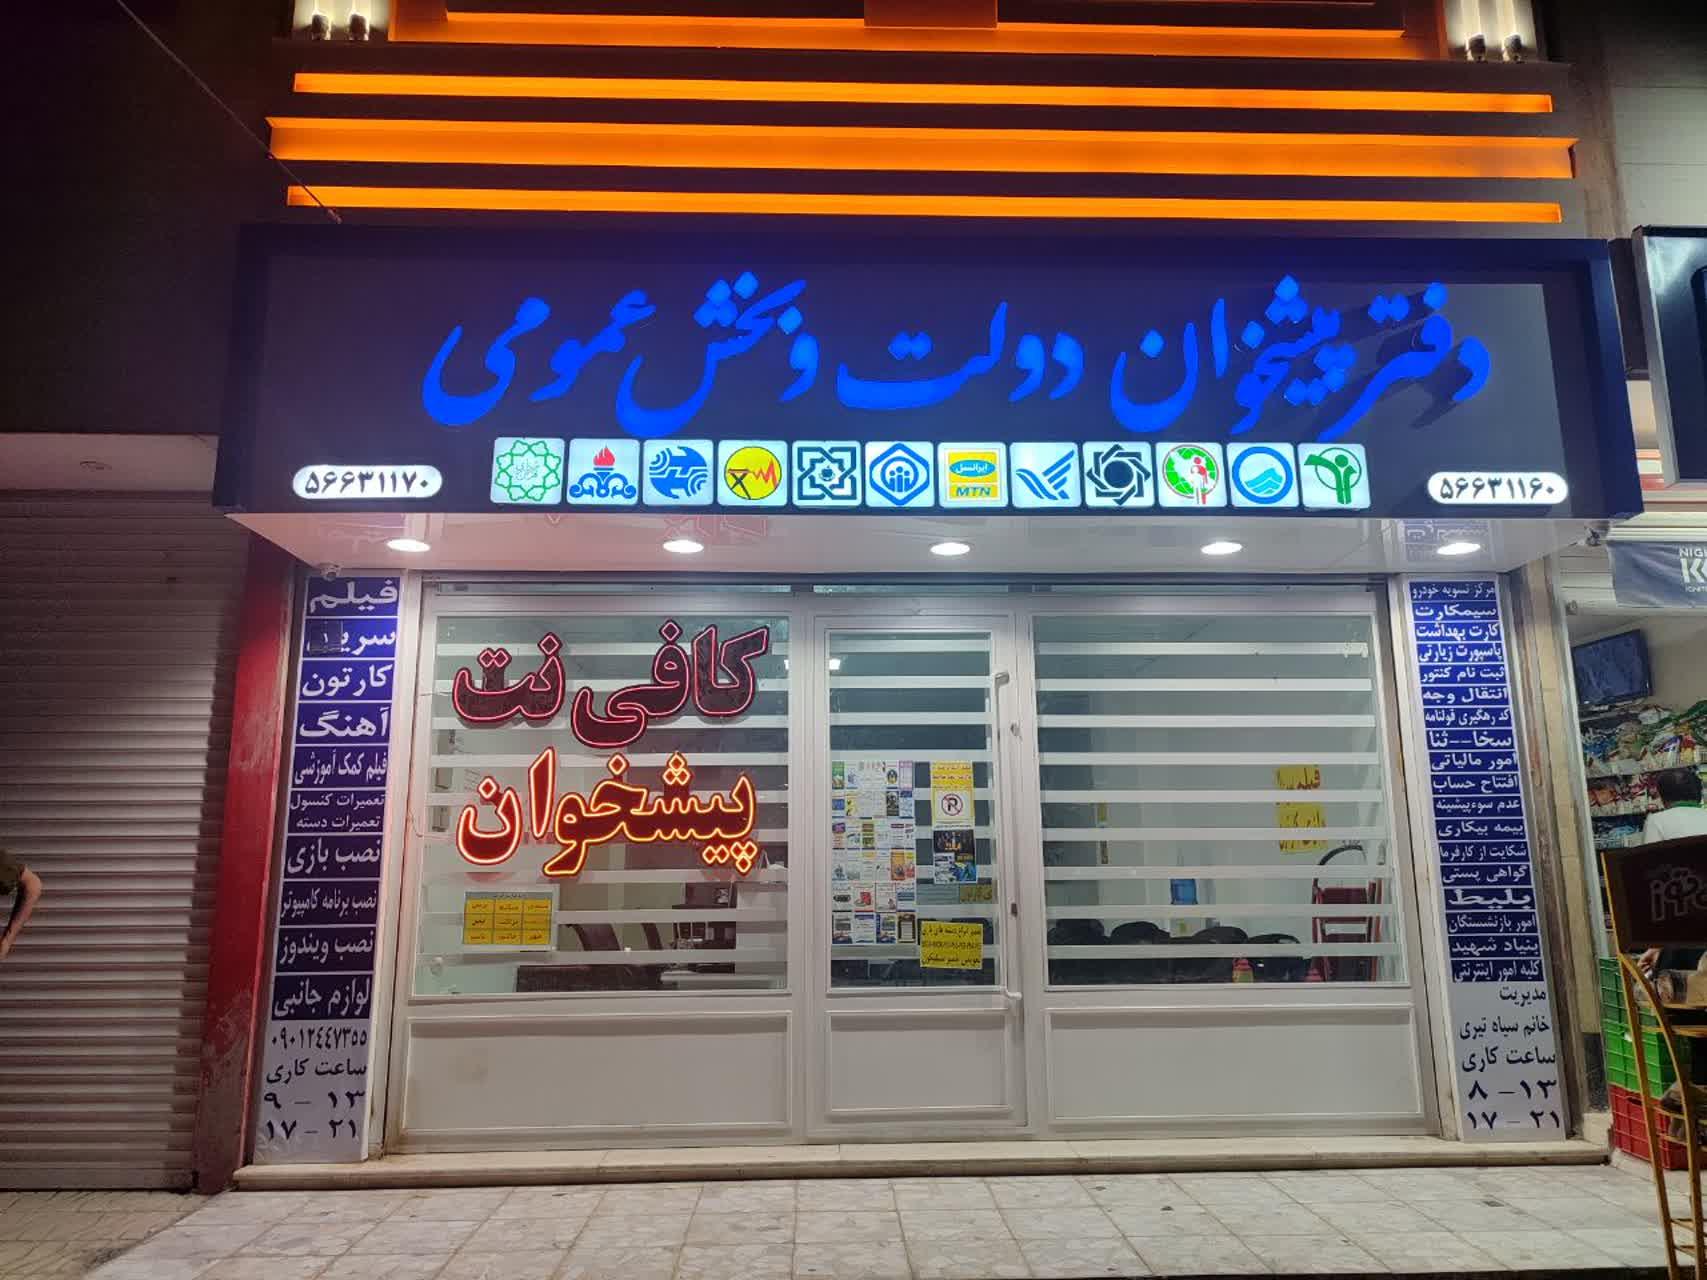 دفتر پیشخوان دولت و بخش عمومی
۵۶۶۳۱۱۷۰
۵۶۶۳۱۱۶۰
ایرانسل
MTN
کافی نت
پیشخوان
فیلم
کارتون
آهنگ
فیلم کمک آموزشی
تعمیرات کنسول
تعمیرات دسته
نصب بازی
نصب برنامه کامپیوتر
نصب ویندوز
لوازم جانبی
۰۹۰۱۲۴۴۷۳۵۵
ساعت کاری
۹ - ۱۳
۱۷ - ۲۱
مرکز تسویه خودرو
سیمکارت
کارت بهداشت
پاسپورت زیارتی
ثبت نام کنتور
انتقال وجه
کد رهگیری قولنامه
سخا--ثنا
امور مالیاتی
افتتاح حساب
عدم سوءپیشینه
بیمه بیکاری
شکایت از کارفرما
گواهی پستی
بلیط
امور بازنشستگان
بنیاد شهید
کلیه امور اینترنتی
مدیریت
خانم سیاه تیری
ساعت کاری
۸ - ۱۳
۱۷ - ۲۱